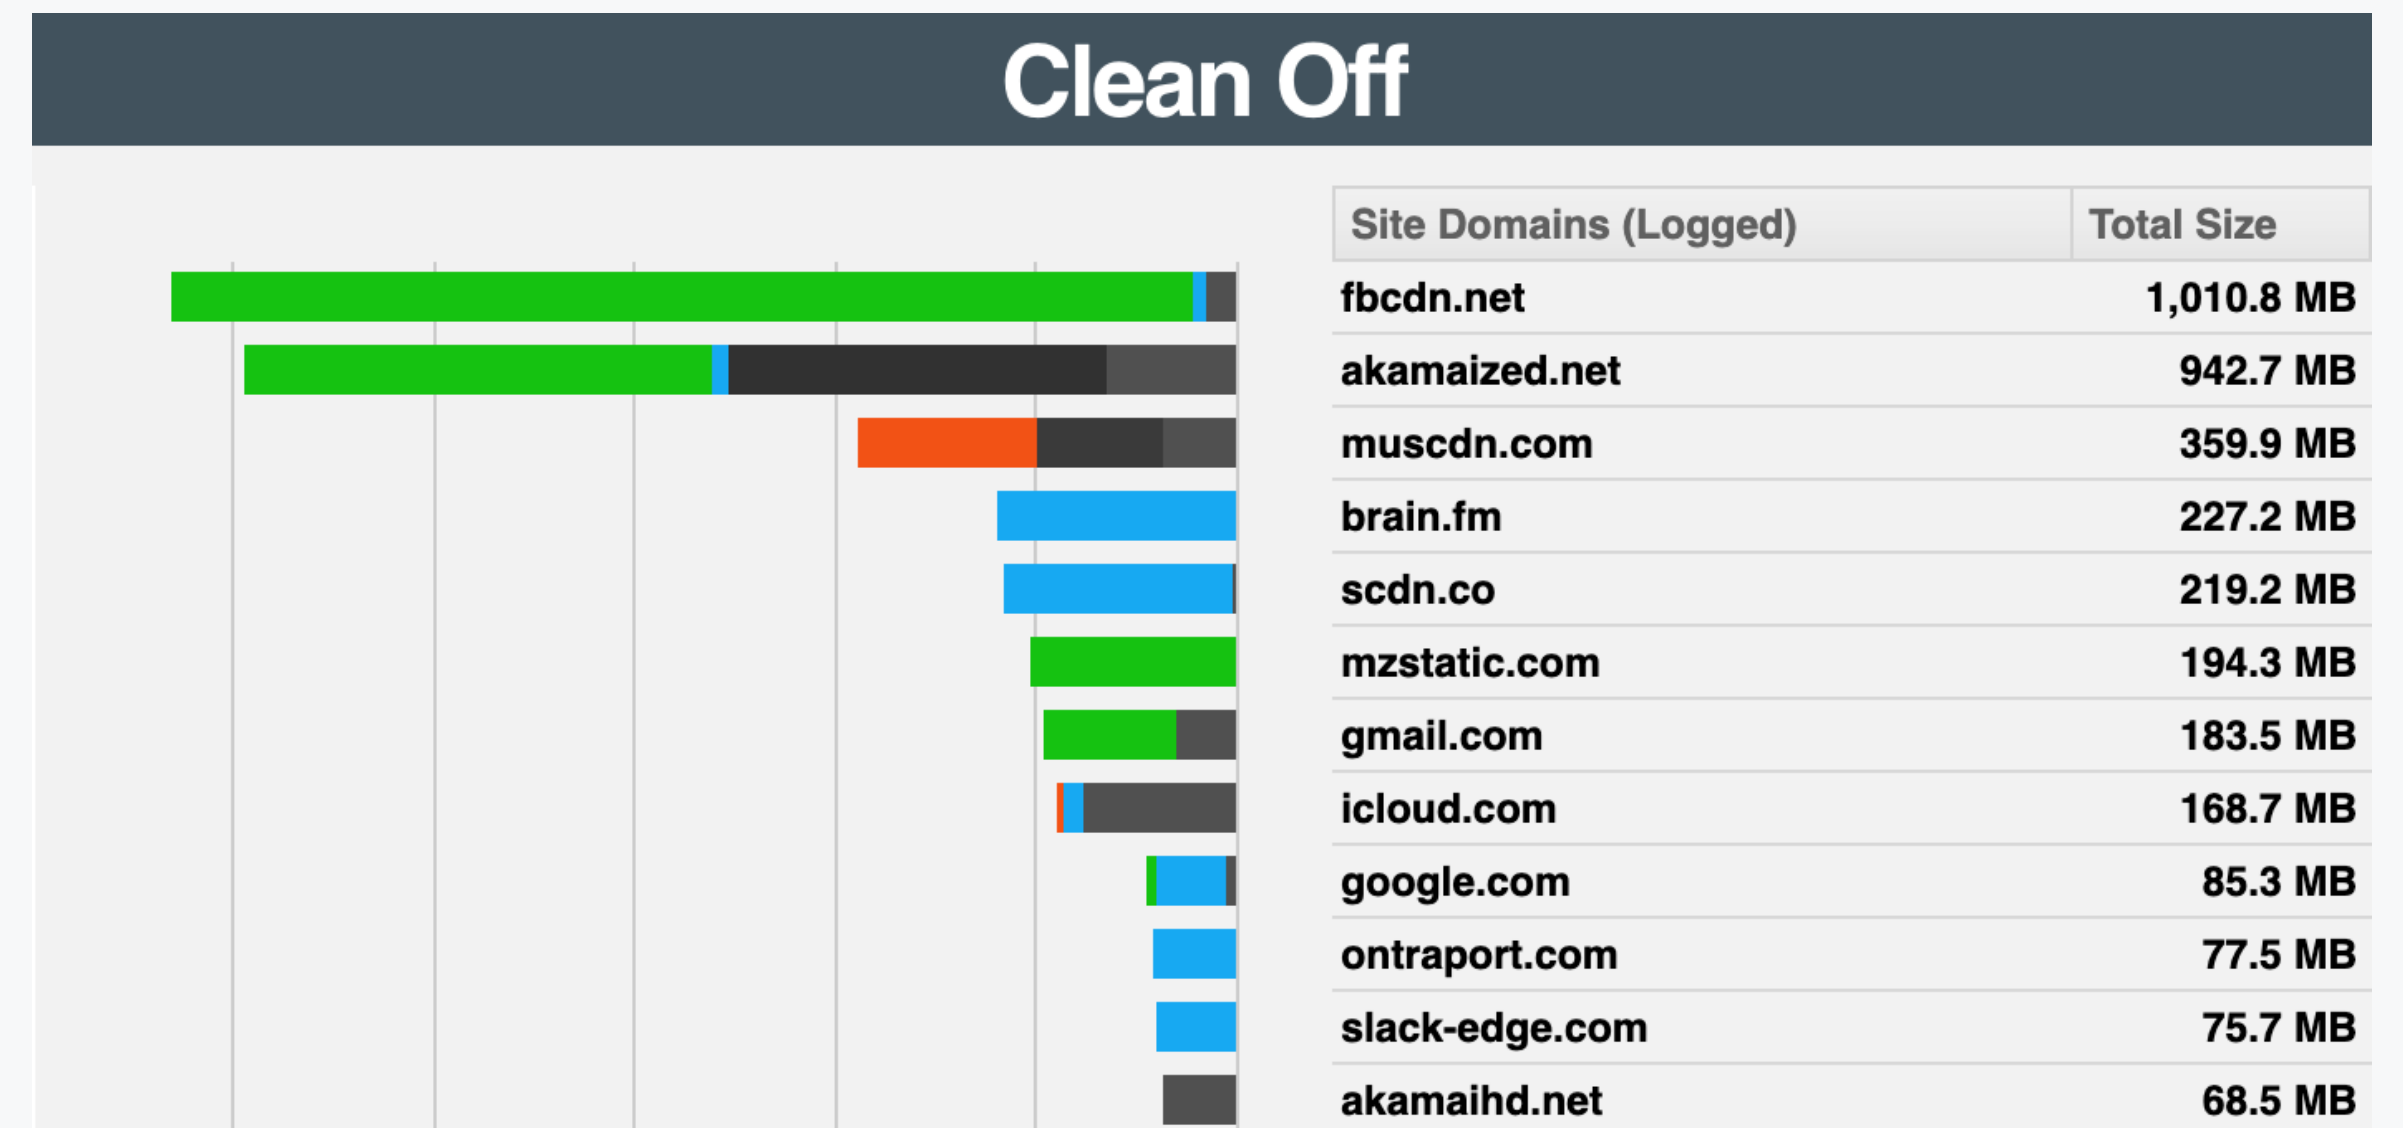 Clean Off
Site Domains (Logged) Total Size
fbcdn.net 1,010.8 MB
akamaized.net 942.7 MB
muscdn.com 359.9 MB
brain.fm 227.2 MB
scdn.co 219.2 MB
mzstatic.com 194.3 MB
gmail.com 183.5 MB
icloud.com 168.7 MB
google.com 85.3 MB
ontraport.com 77.5 MB
slack-edge.com 75.7 MB
akamaihd.net 68.5 MB